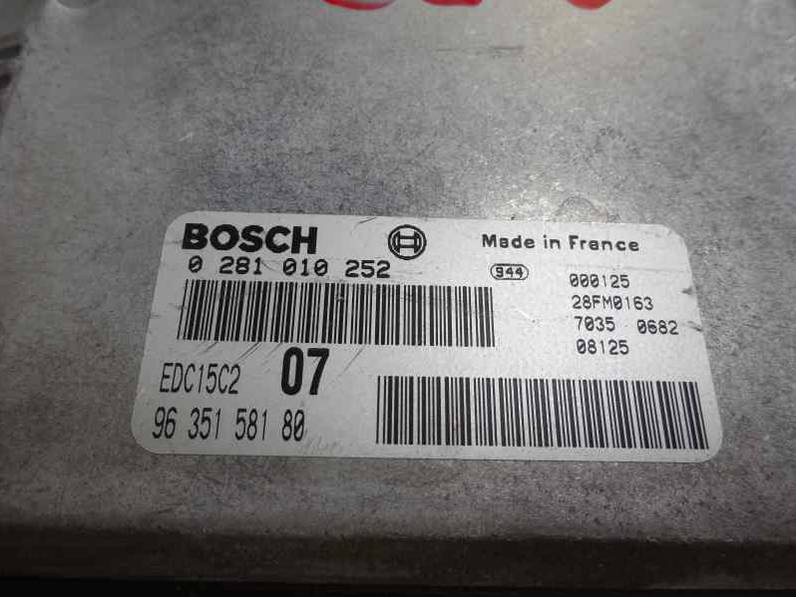 BOSCH Made in France
0 281 010 252 944 000125
28FM0163
7035 0682
08125
EDC15C2 07
96 351 581 80